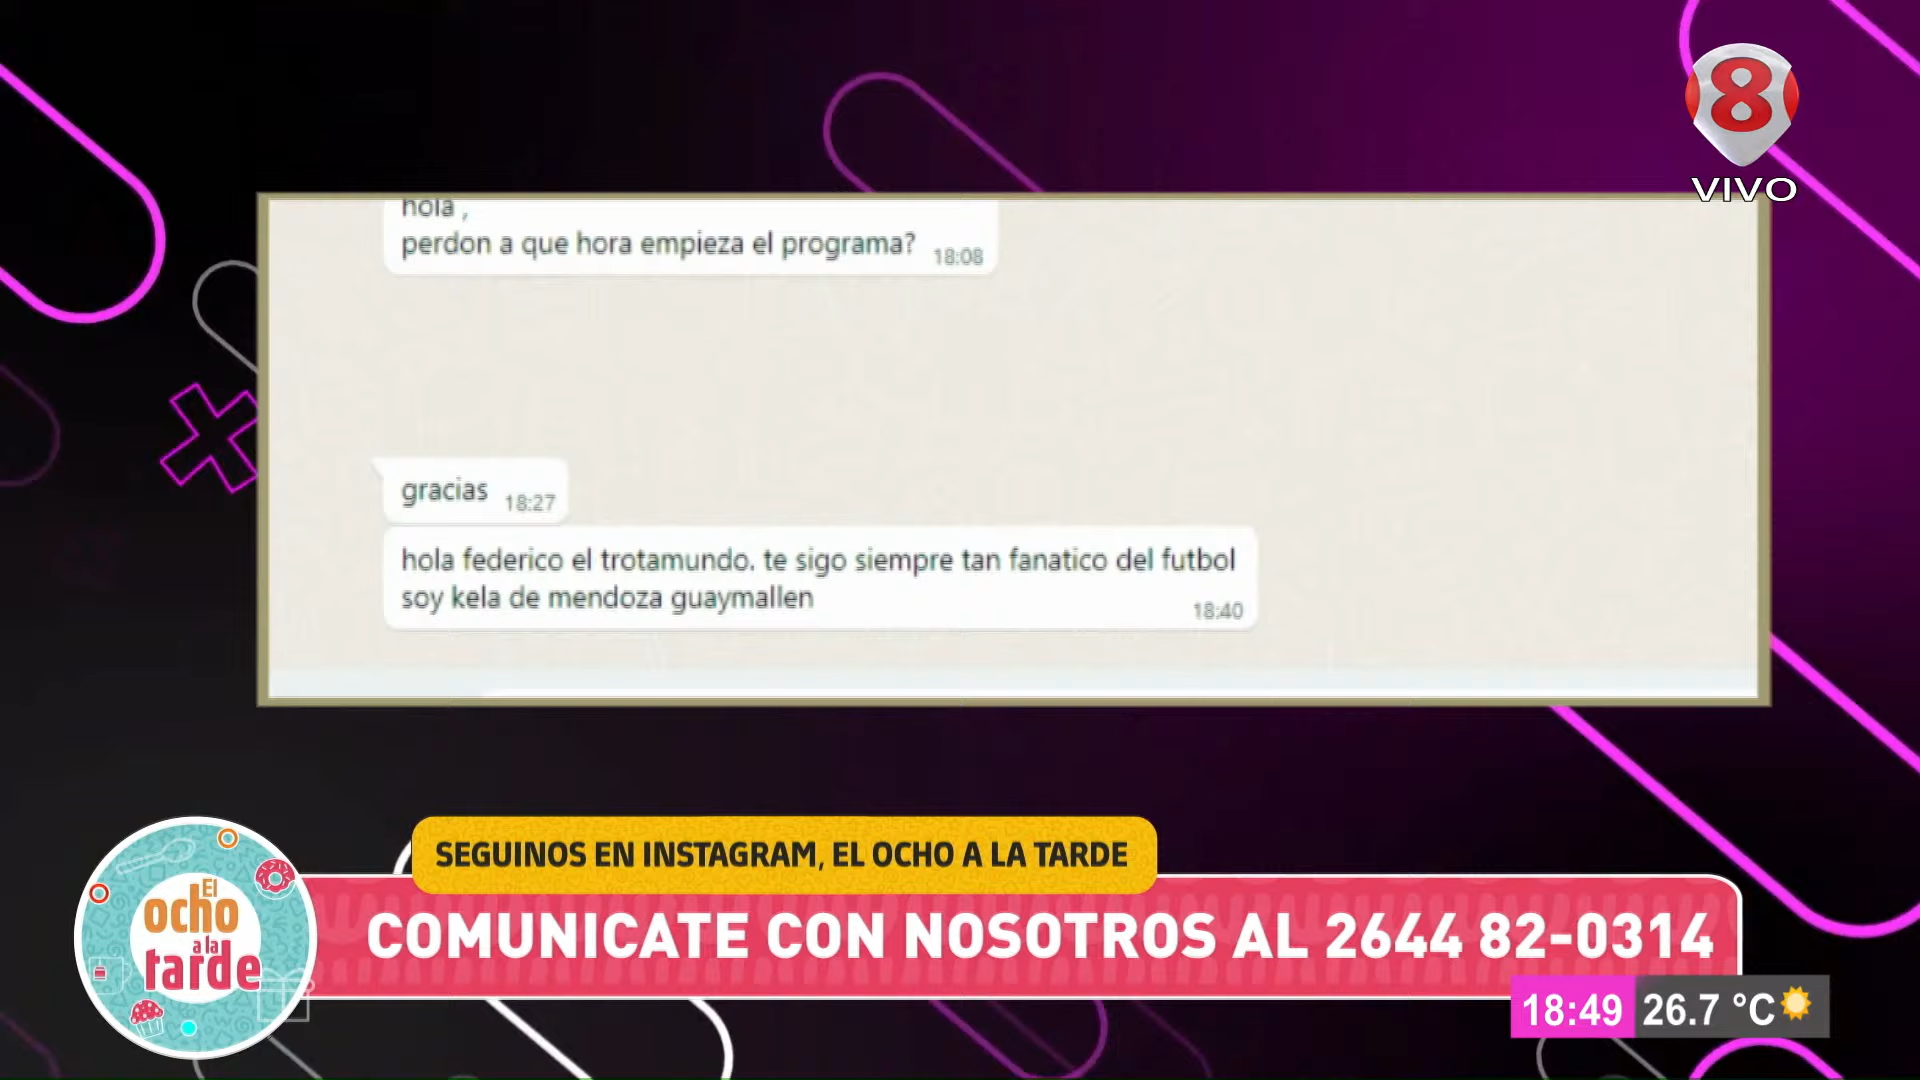 8
VIVO
hola ,
perdon a que hora empieza el programa? 18:08
gracias 18:27
hola federico el trotamundo. te sigo siempre tan fanatico del futbol
soy kela de mendoza guaymallen 18:40
SEGUINOS EN INSTAGRAM, EL OCHO A LA TARDE
COMUNICATE CON NOSOTROS AL 2644 82-0314
El
ocho
a la
tarde
18:49 26.7 °C